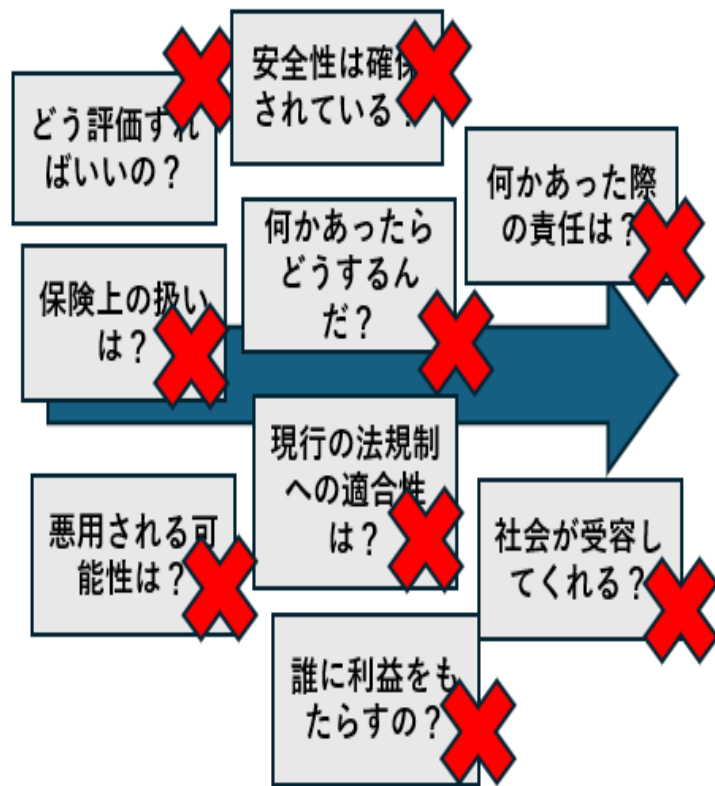 どう評価すれ
ばいいの？
安全性は確保
されている？
何かあった際
の責任は？
保険上の扱い
は？
何かあったら
どうするん
だ？
現行の法規制
への適合性
は？
悪用される可
能性は？
社会が受容し
てくれる？
誰に利益をも
たらすの？